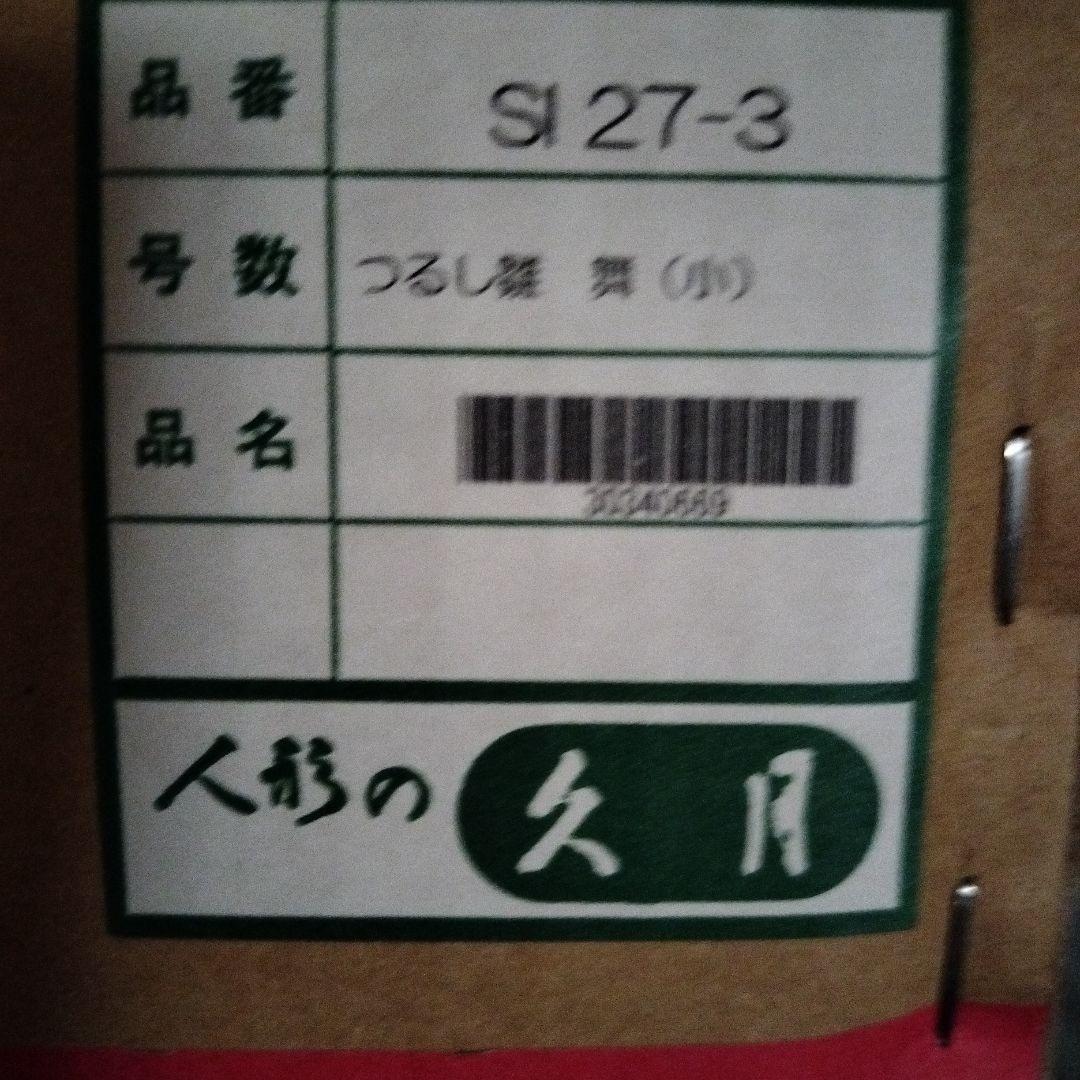 品番 SI 27-3
号数 つるし雛 舞（小）
品名
30340669
人形の 久月